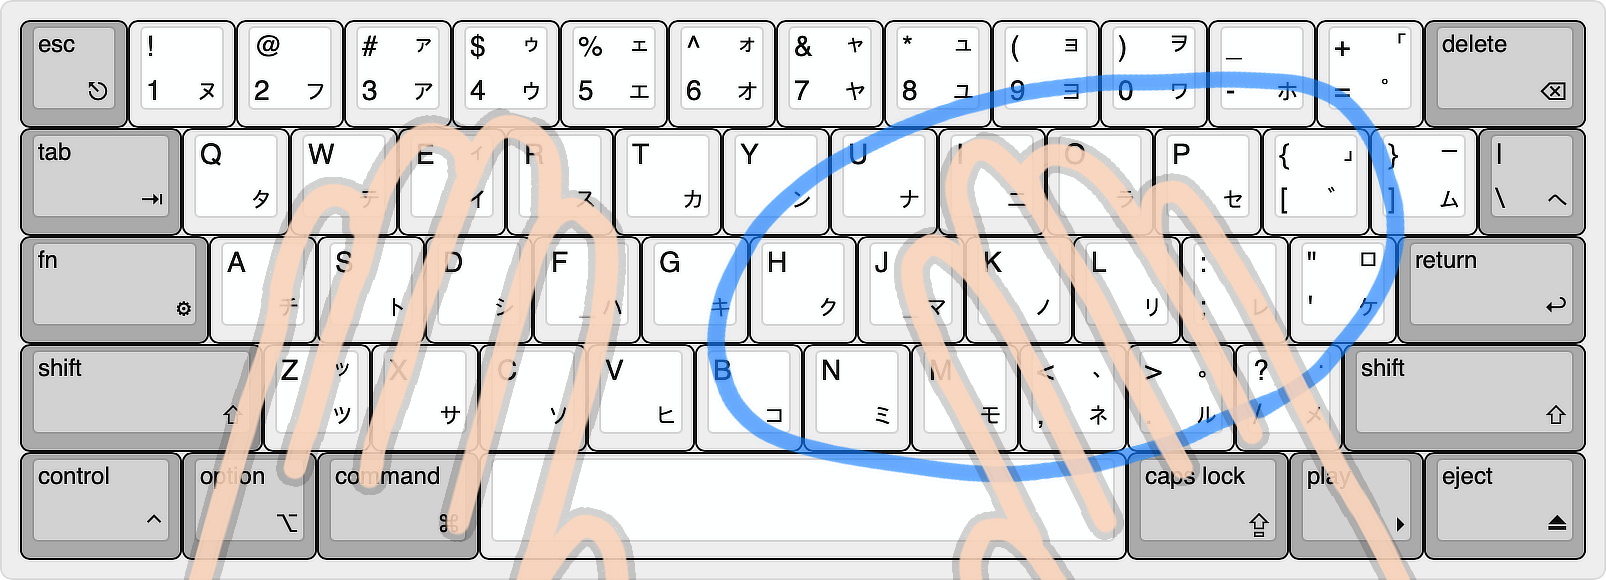 esc ! 1 ヌ @ 2 フ # ァ 3 ア $ ゥ 4 ウ % ェ 5 エ ^ ォ 6 オ & ャ 7 ヤ * ュ 8 ユ ( ョ 9 ヨ ) ヲ 0 ワ _ - ホ + 「 = ゜ delete
tab Q タ W テ E ィ イ R ス T カ Y ン U ナ I ニ O ラ P セ { 」 [ ゛ } ー ] ム | \ ヘ
fn A チ S ト D シ F _ ハ G キ H ク J _ マ K ノ L リ : ; レ " ロ ' ケ return
shift Z ッ ツ X サ C ソ V ヒ B コ N ミ M モ < 、 , ネ > 。 . ル ? ・ / メ shift
control option command caps lock play eject